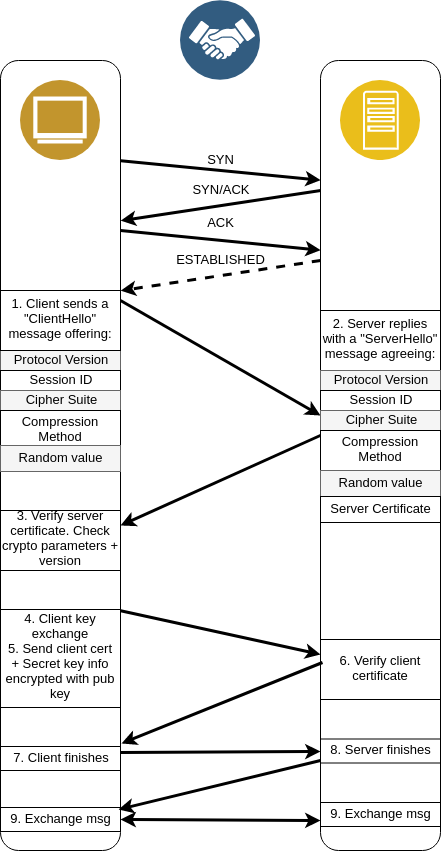 SYN
SYN/ACK
ACK
ESTABLISHED
1. Client sends a
"ClientHello"
message offering:
Protocol Version
Session ID
Cipher Suite
Compression
Method
Random value
2. Server replies
with a "ServerHello"
message agreeing:
Protocol Version
Session ID
Cipher Suite
Compression
Method
Random value
Server Certificate
3. Verify server
certificate. Check
crypto parameters +
version
4. Client key
exchange
5. Send client cert
+ Secret key info
encrypted with pub
key
6. Verify client
certificate
7. Client finishes
8. Server finishes
9. Exchange msg
9. Exchange msg